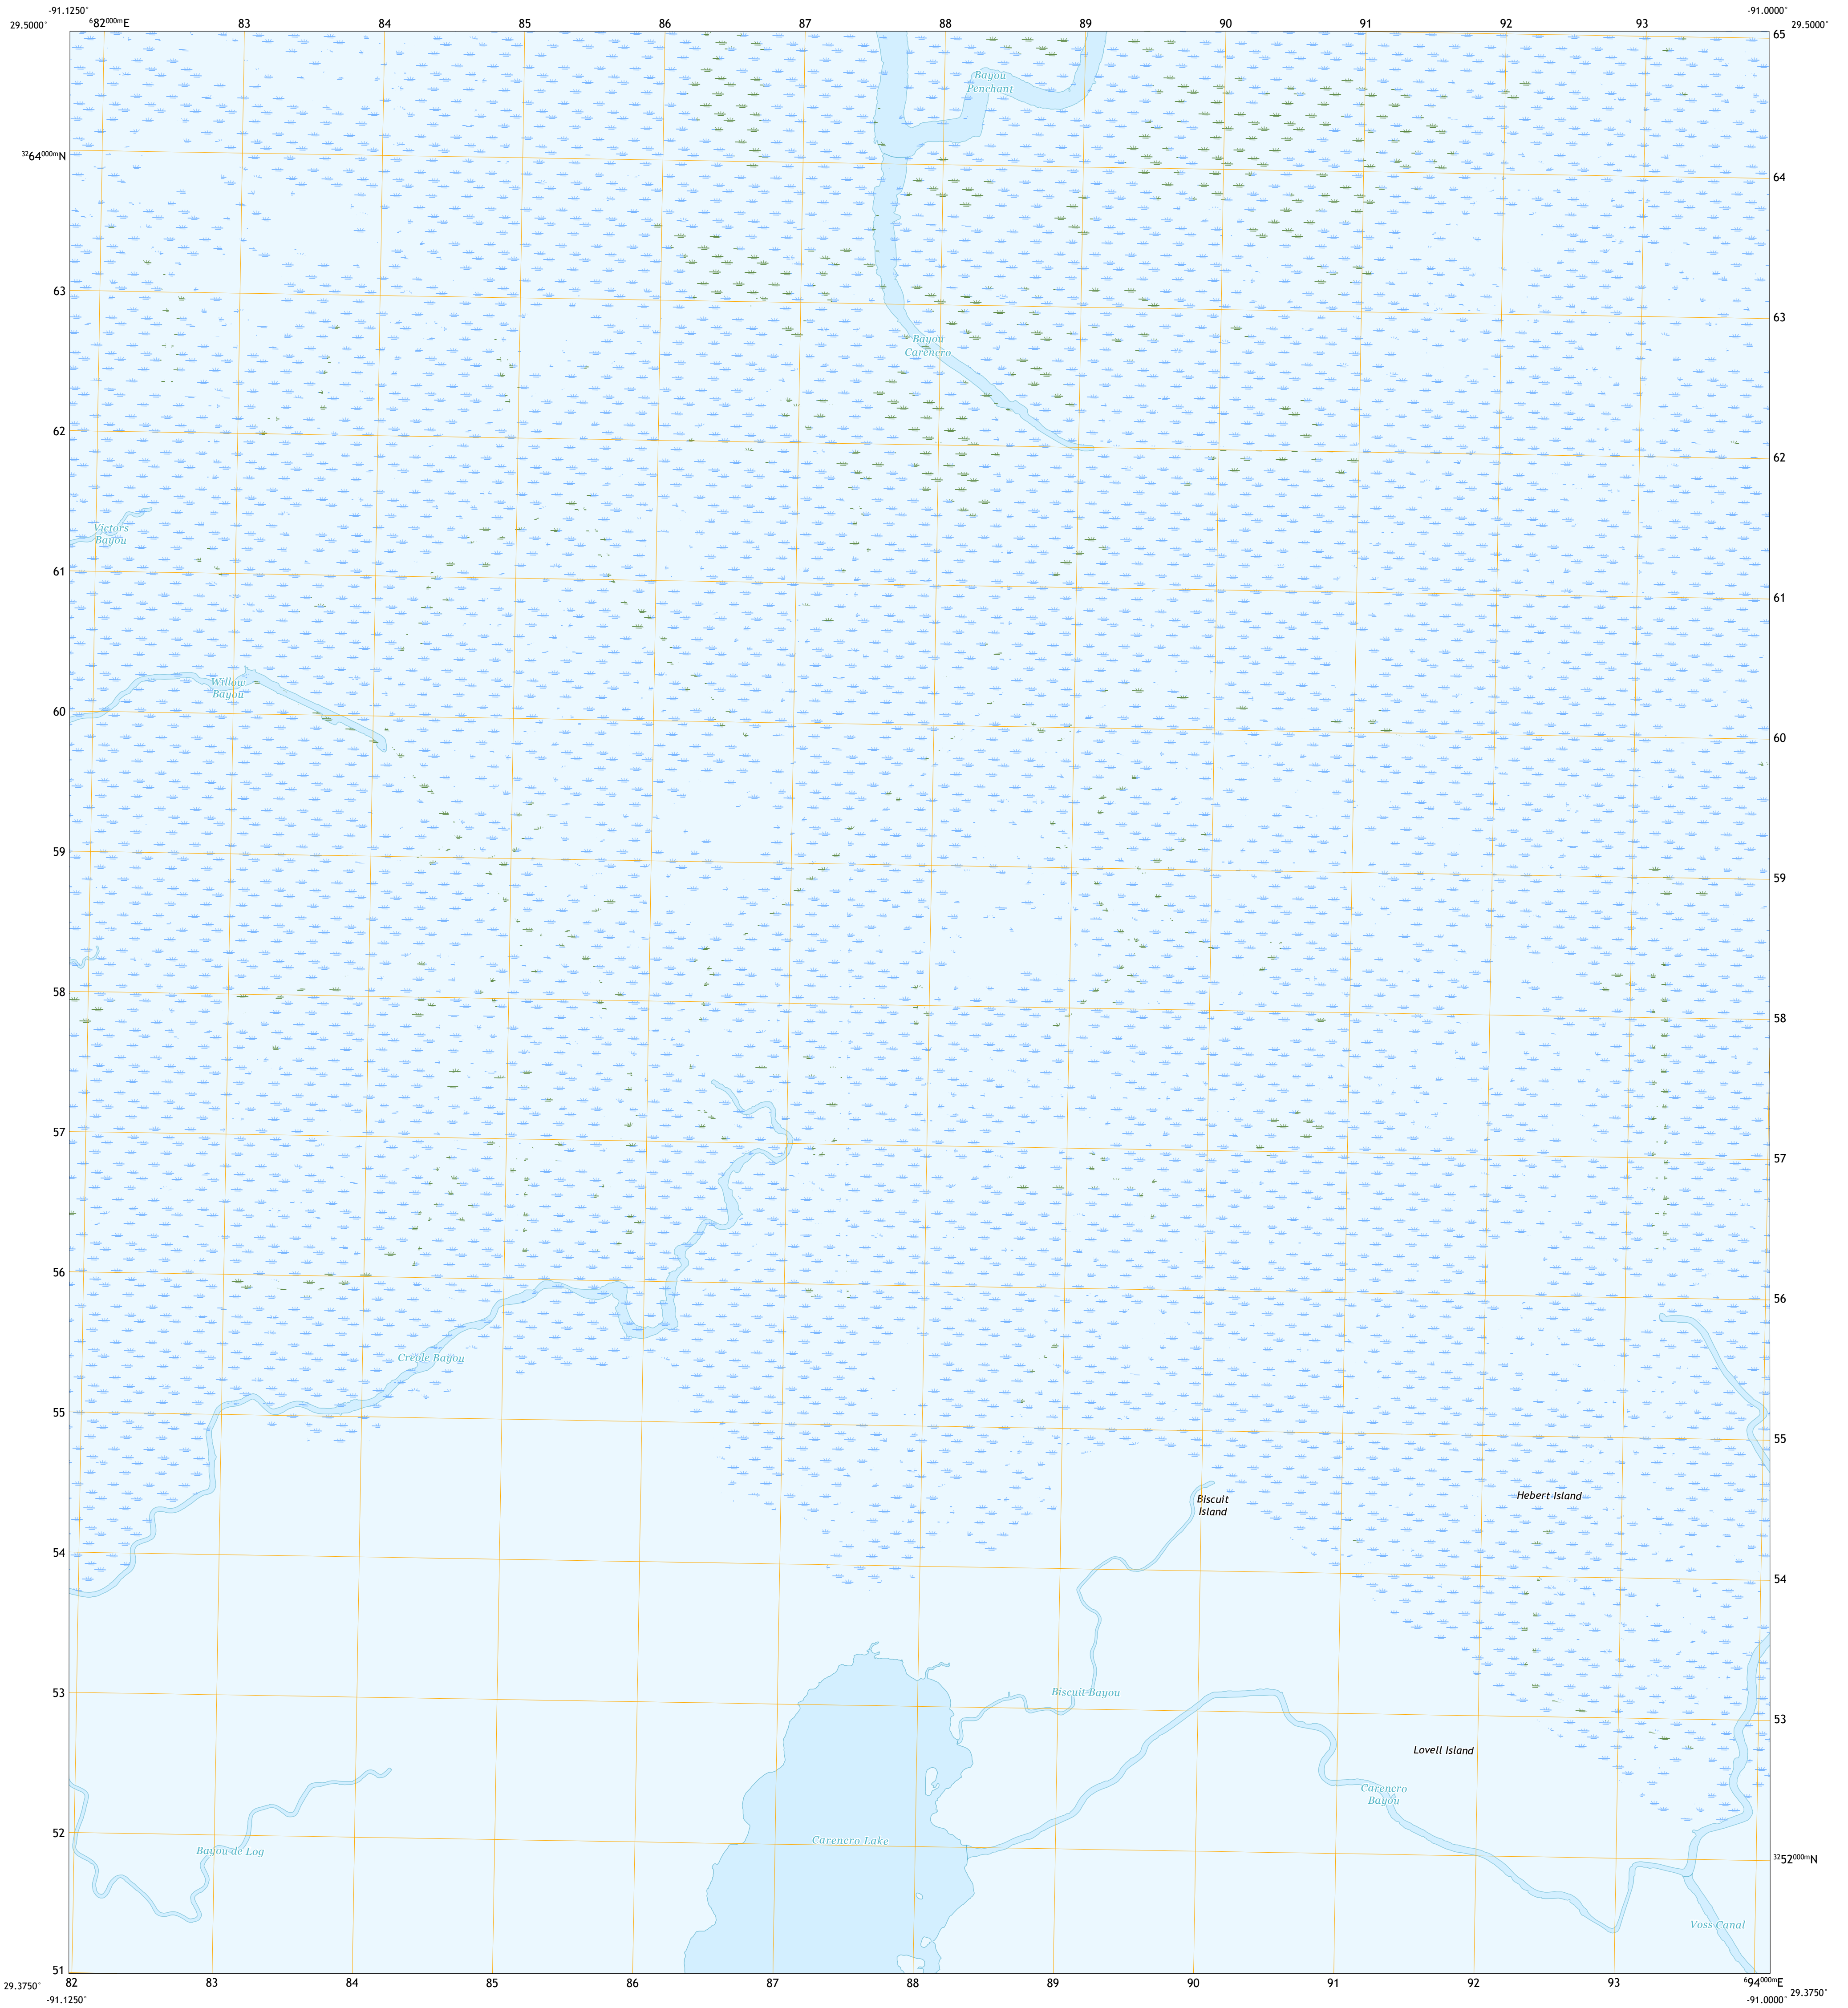 -91.1250°
-91.0000°
29.5000°
⁶82⁰⁰⁰ᵐE 83 84 85 86 87 88 89 90 91 92 93
29.5000°
65
Bayou
Penchant
³²64⁰⁰⁰ᵐN
64
63
63
Bayou
Carencro
62
62
Victors
Bayou
61
61
Willow
Bayou
60
60
59
59
58
58
57
57
56
56
Creole Bayou
55
55
Biscuit
Island
Hebert Island
54
54
53
Biscuit Bayou
53
Lovell Island
Carencro
Bayou
52
Carencro Lake
Bayou de Log
³²52⁰⁰⁰ᵐN
Voss Canal
51
82 83 84 85 86 87 88 89 90 91 92 93 ⁶94⁰⁰⁰ᵐE
29.3750°
29.3750°
-91.1250°
-91.0000°